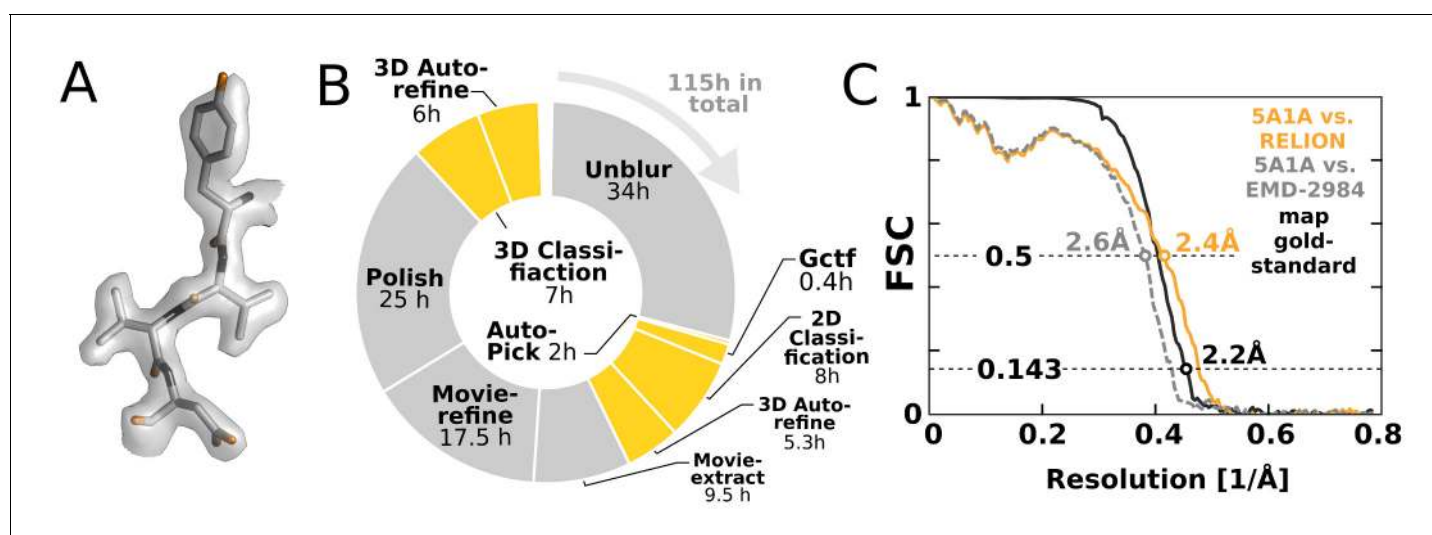 A
B
3D Auto-
refine
6h
115h in
total
Unblur
34h
Gctf
0.4h
2D
Classi-
fication
8h
3D Auto-
refine
5.3h
Movie-
extract
9.5 h
Movie-
refine
17.5 h
Polish
25 h
3D Classi-
fiaction
7h
Auto-
Pick 2h
C
1
FSC
0
5A1A vs.
RELION
5A1A vs.
EMD-2984
map
gold-
standard
2.6Å
2.4Å
0.5
2.2Å
0.143
0
0.2
0.4
0.6
0.8
Resolution [1/Å]